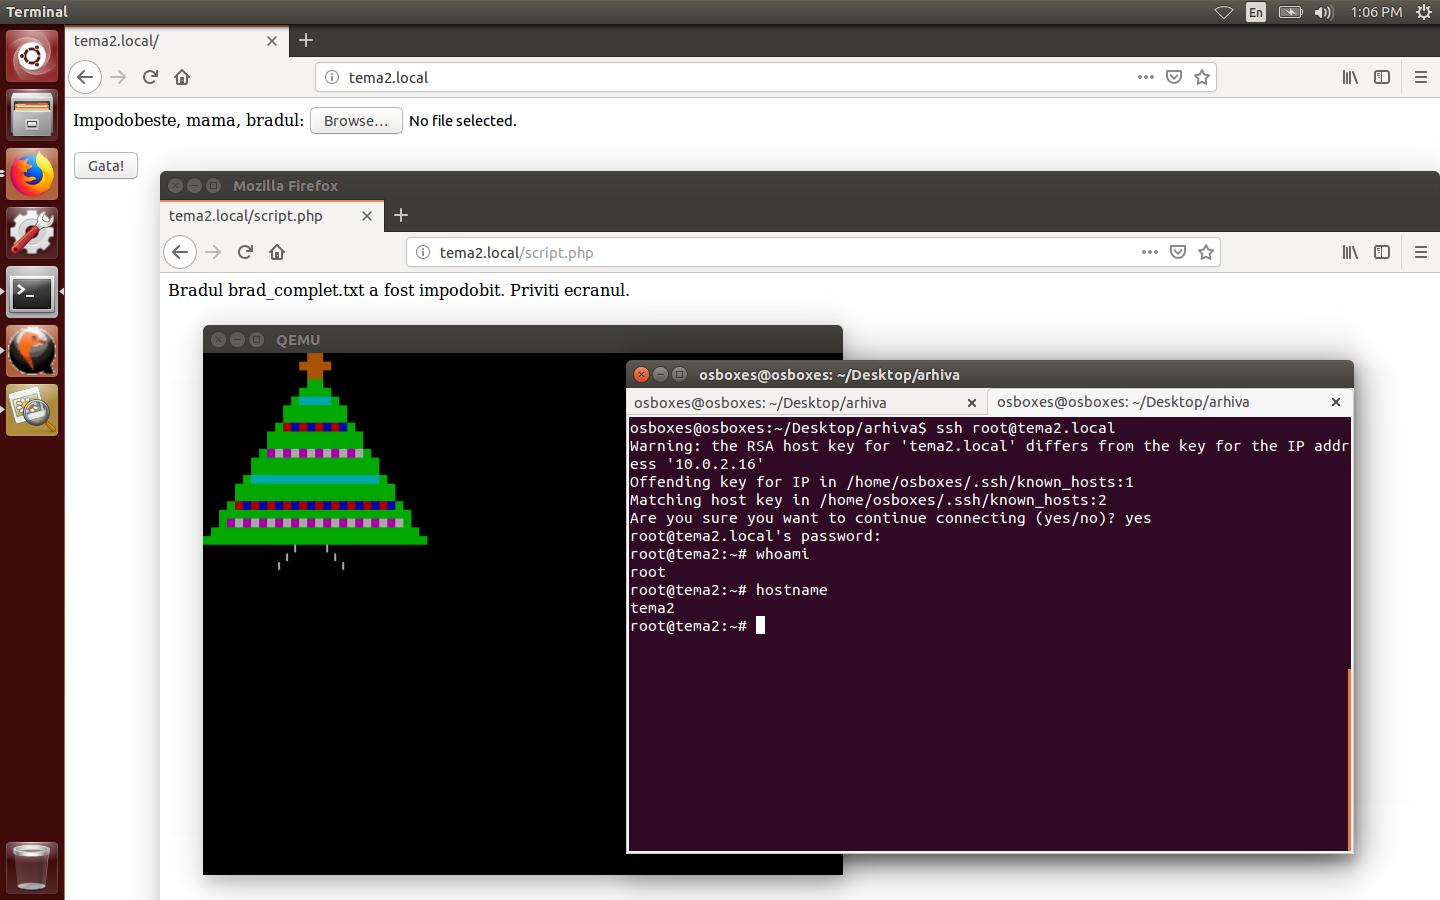 Terminal
En
1:06 PM
tema2.local/
tema2.local
Impodobeste, mama, bradul: Browse... No file selected.
Gata!
Mozilla Firefox
tema2.local/script.php
tema2.local/script.php
Bradul brad_complet.txt a fost impodobit. Priviti ecranul.
QEMU
osboxes@osboxes: ~/Desktop/arhiva
osboxes@osboxes: ~/Desktop/arhiva
osboxes@osboxes: ~/Desktop/arhiva
osboxes@osboxes:~/Desktop/arhiva$ ssh root@tema2.local
Warning: the RSA host key for 'tema2.local' differs from the key for the IP addr
ess '10.0.2.16'
Offending key for IP in /home/osboxes/.ssh/known_hosts:1
Matching host key in /home/osboxes/.ssh/known_hosts:2
Are you sure you want to continue connecting (yes/no)? yes
root@tema2.local's password:
root@tema2:~# whoami
root
root@tema2:~# hostname
tema2
root@tema2:~#